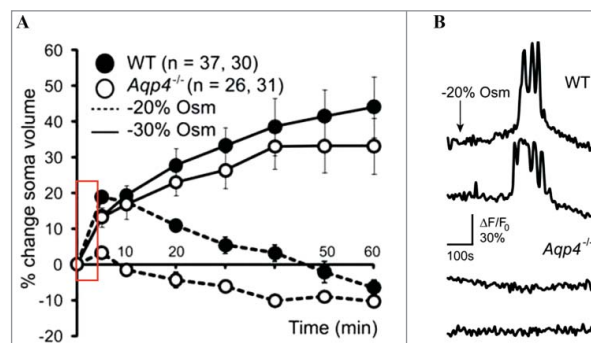 A
% change soma volume
60
50
40
30
20
10
0
-10
-20
WT (n = 37, 30)
Aqp4-/- (n = 26, 31)
-20% Osm
-30% Osm
10
20
30
40
50
60
Time (min)
B
WT
-20% Osm
ΔF/F0
30%
100s
Aqp4-/-